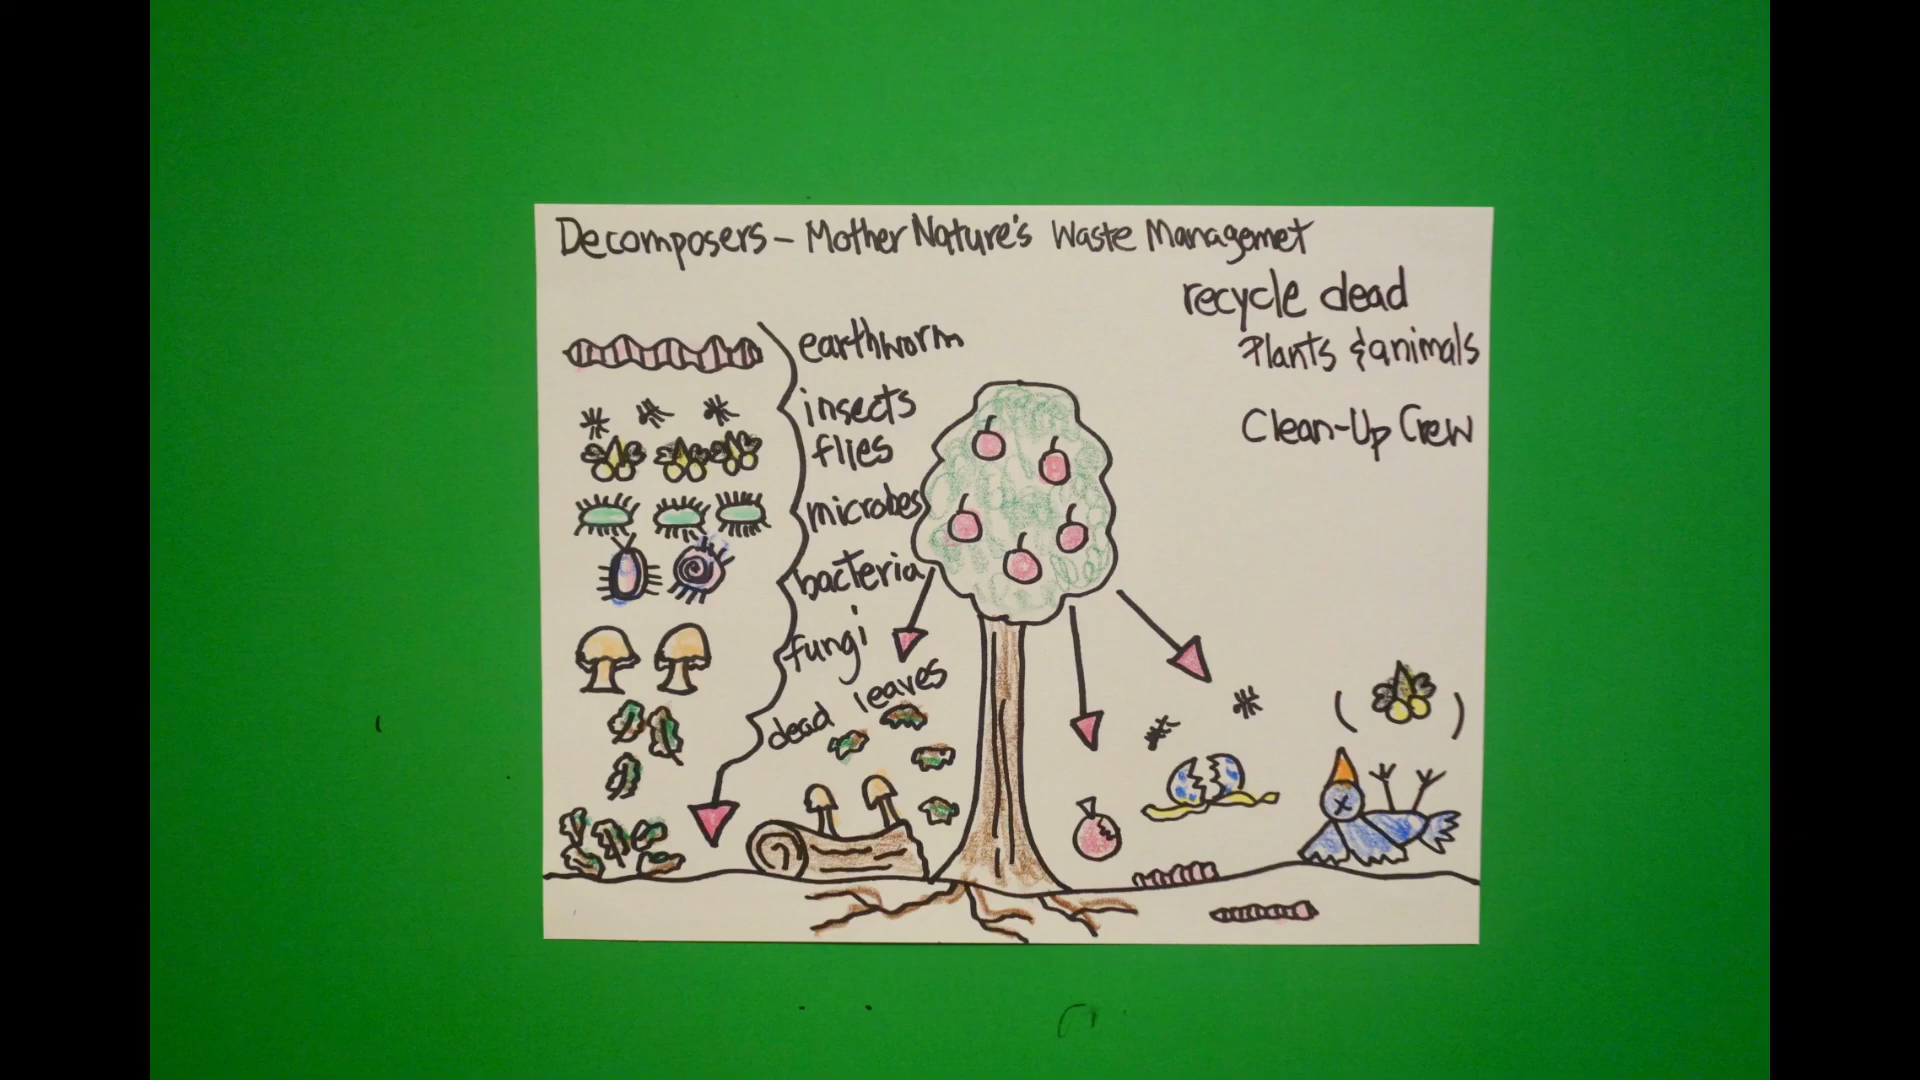 Decomposers – Mother Nature's Waste Managemet
recycle dead
Plants & animals
Clean-Up Crew
earthworm
insects
flies
microbes
bacteria
fungi
dead leaves